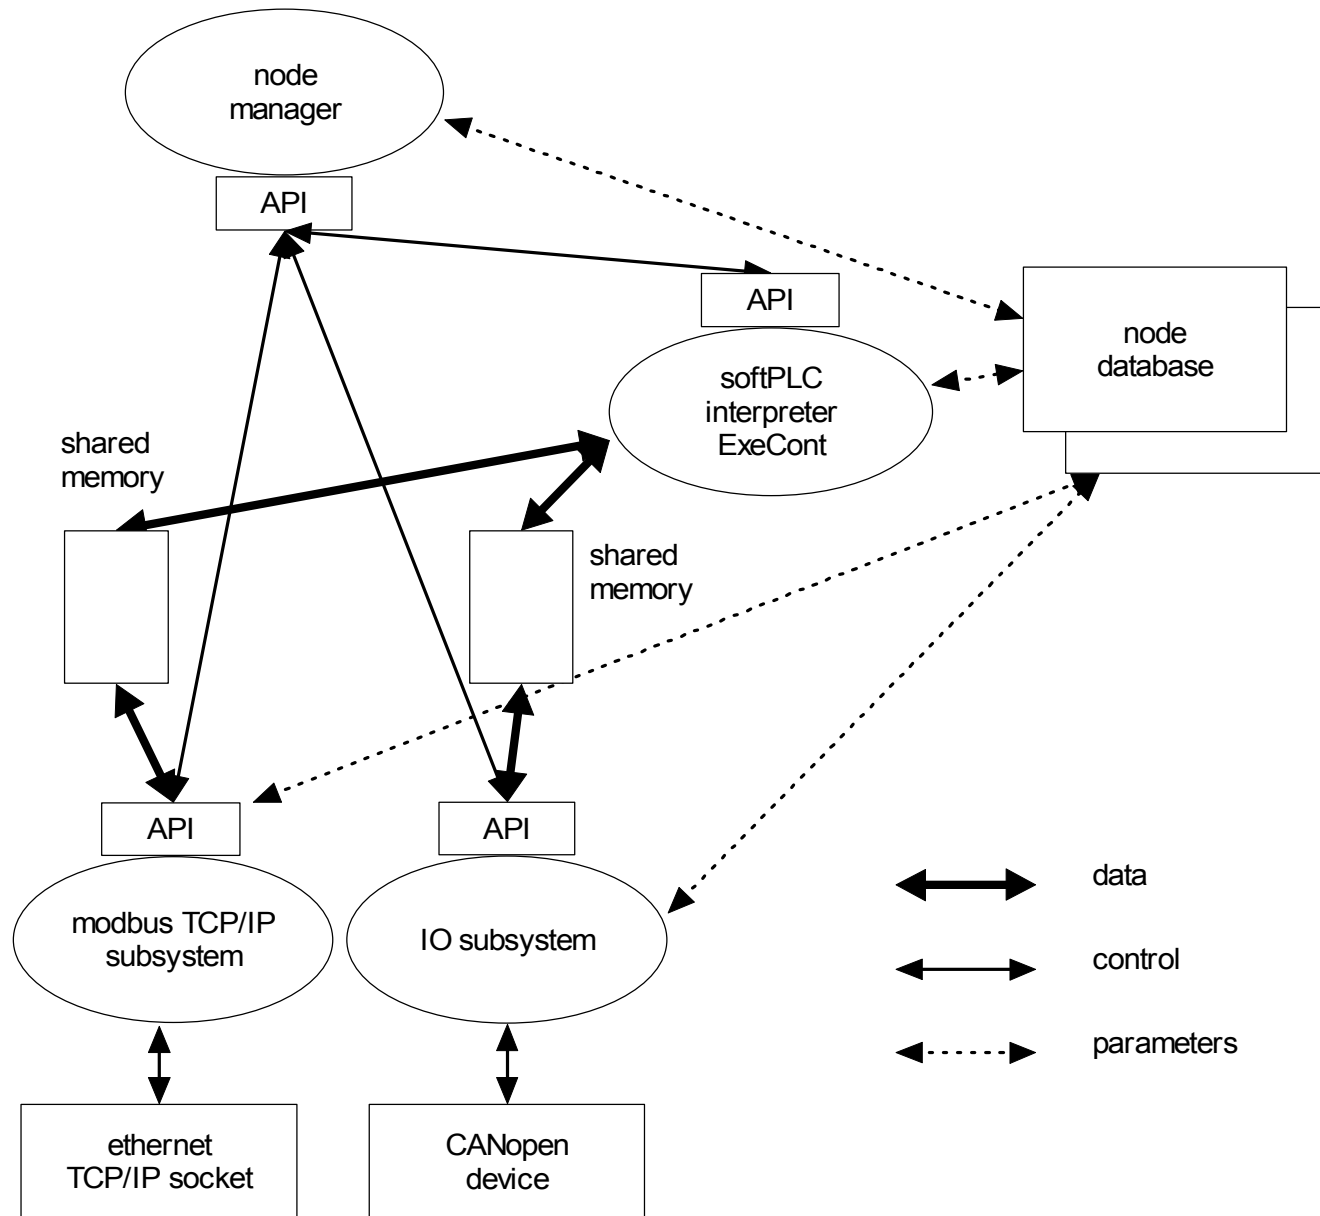 node
manager
API
API
node
database
softPLC
interpreter
ExeCont
shared
memory
shared
memory
API
API
modbus TCP/IP
subsystem
IO subsystem
data
control
parameters
ethernet
TCP/IP socket
CANopen
device